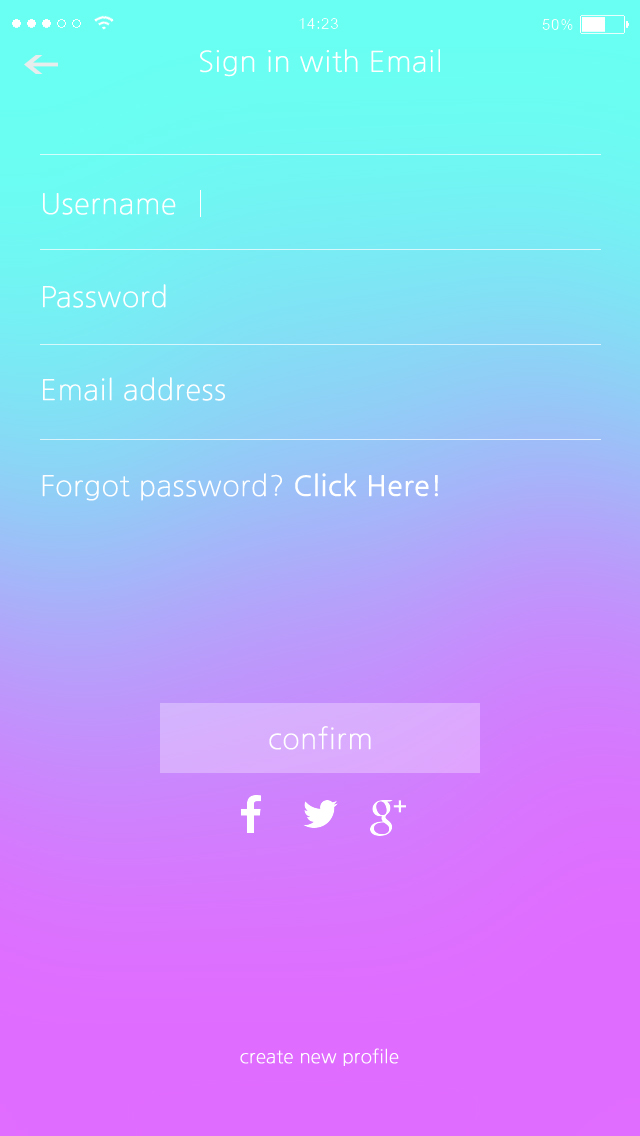 14:23
50%
Sign in with Email
Username
Password
Email address
Forgot password? Click Here!
confirm
g+
create new profile